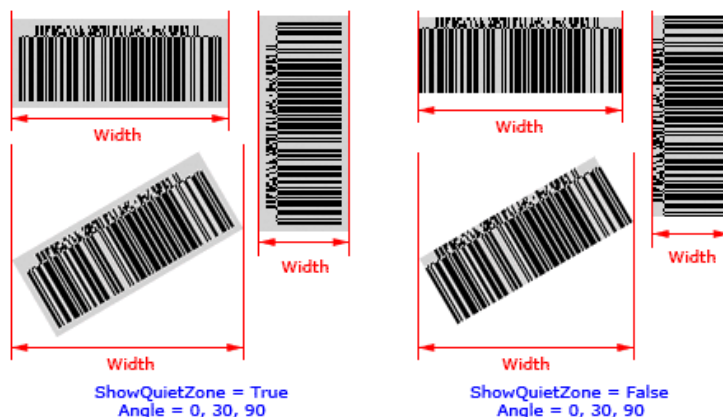 Width
Width
Width
ShowQuietZone = True
Angle = 0, 30, 90
Width
Width
Width
ShowQuietZone = False
Angle = 0, 30, 90